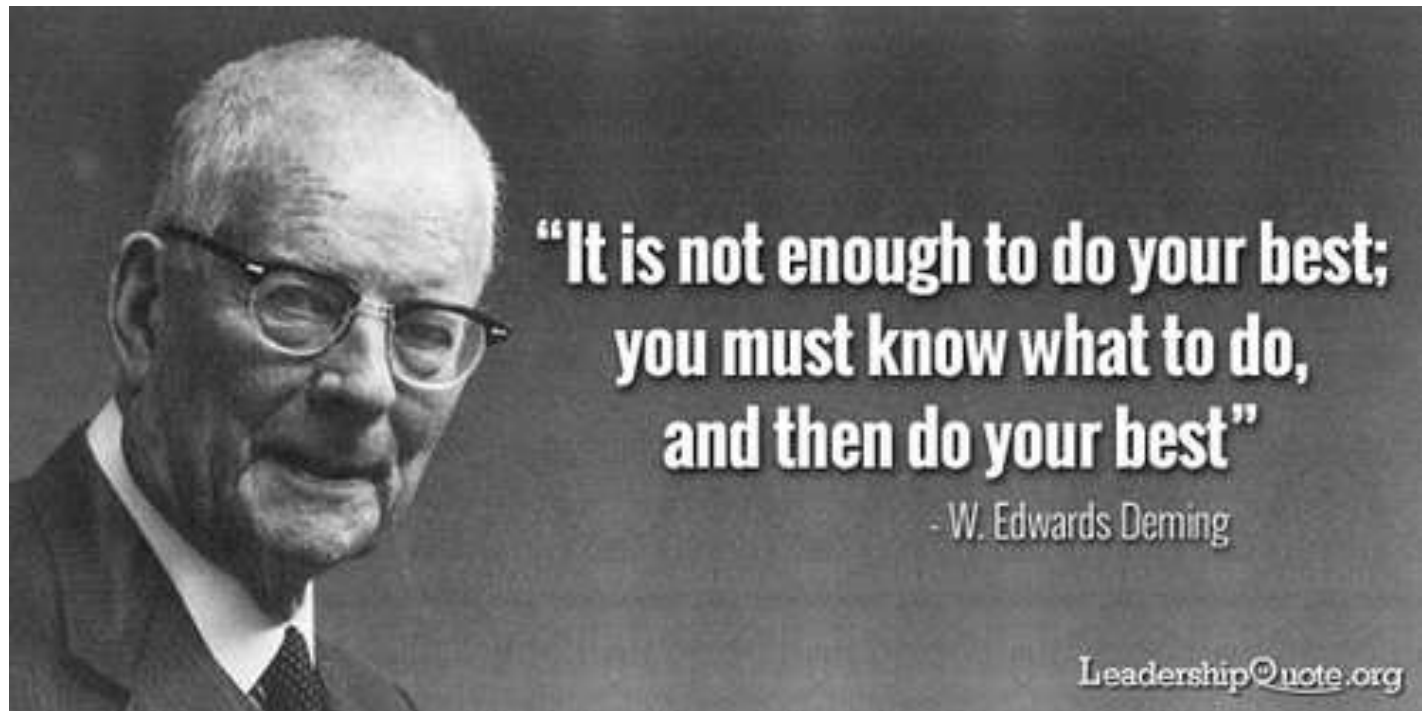 “It is not enough to do your best;
you must know what to do,
and then do your best”
- W. Edwards Deming
LeadershipQuote.org